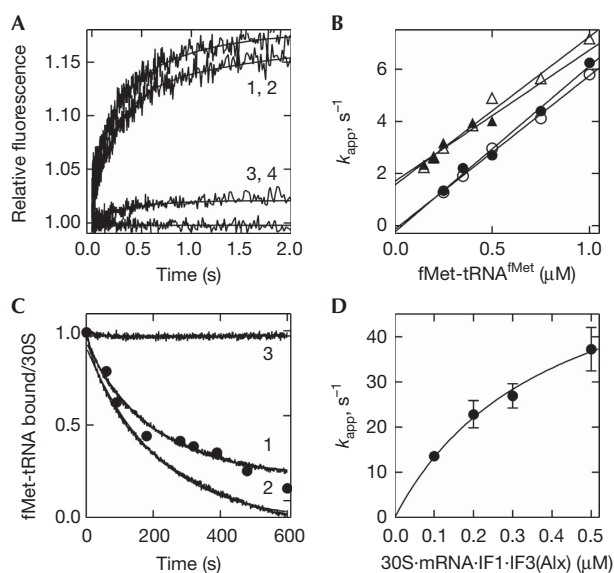 A
Relative fluorescence
1.15
1.10
1.05
1.00
1, 2
3, 4
0.0 0.5 1.0 1.5 2.0
Time (s)
B
kapp, s−1
6
4
2
0
0.0 0.5 1.0
fMet-tRNAfMet (μM)
C
fMet-tRNA bound/30S
1.0
0.5
0.0
3
1
2
0 200 400 600
Time (s)
D
kapp, s−1
40
30
20
10
0
0.0 0.1 0.2 0.3 0.4 0.5
30S·mRNA·IF1·IF3(Alx) (μM)